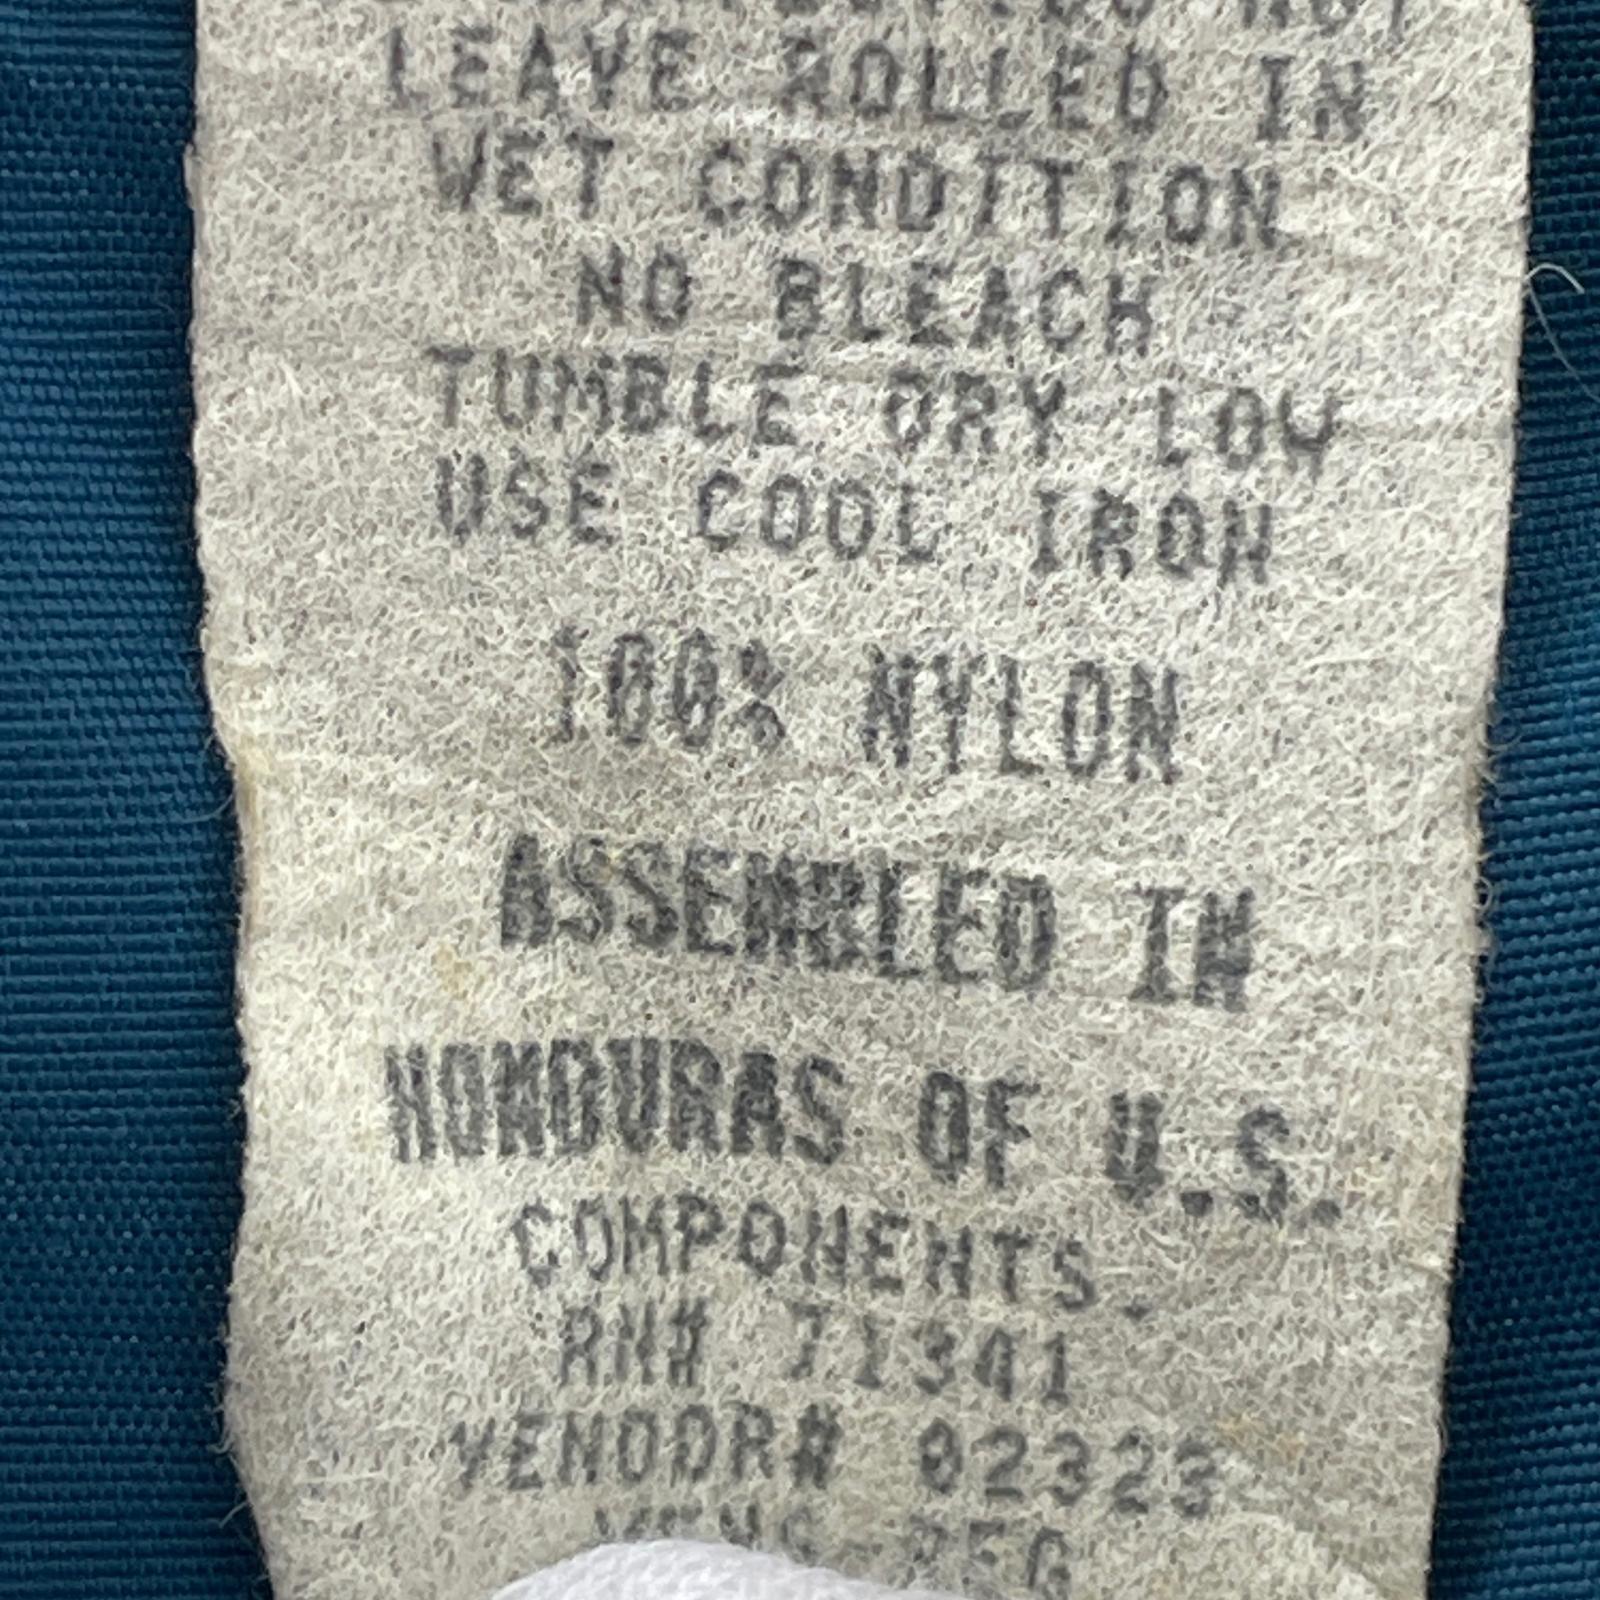 LEAVE ROLLED IN
WET CONDITION
NO BLEACH
TUMBLE DRY LOW
USE COOL IRON
100% NYLON
ASSEMBLED IN
HONDURAS OF U.S.
COMPONENTS.
RN# 71341
VENDOR# 02323